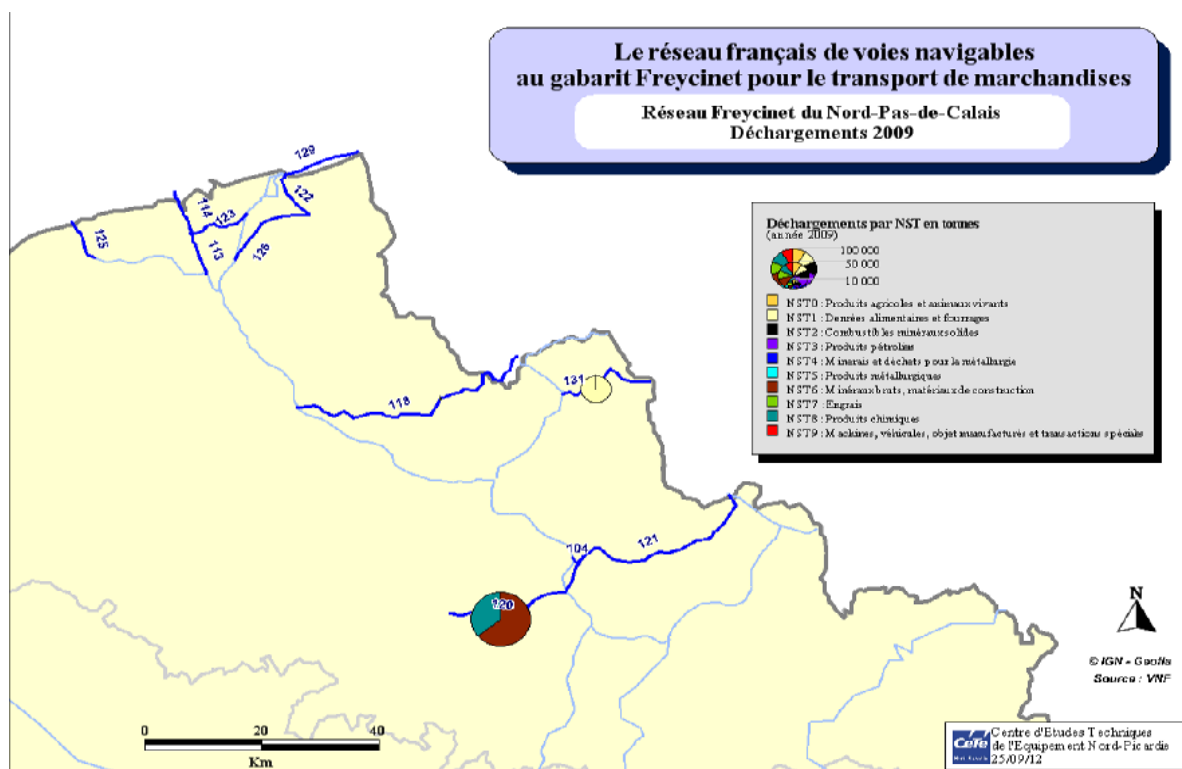 Le réseau français de voies navigables
au gabarit Freycinet pour le transport de marchandises
Réseau Freycinet du Nord-Pas-de-Calais
Déchargements 2009
129
122
114
123
125
113
126
Déchargements par NST en tonnes
(année 2009)
100 000
50 000
10 000
NST0 : Produits agricoles et animaux vivants
NST1 : Denrées alimentaires et fourrages
NST2 : Combustibles minéraux solides
NST3 : Produits pétroliers
NST4 : Minerais et déchets pour la métallurgie
NST5 : Produits métallurgiques
NST6 : Minéraux bruts, matériaux de construction
NST7 : Engrais
NST8 : Produits chimiques
NST9 : Machines, véhicules, objet manufacturés et transactions spéciale
131
118
121
104
120
N
© IGN - Geofla
Source : VNF
0 20 40
Km
CeTe
Centre d'Etudes Techniques
de l'Equipement Nord-Picardie
25/09/12